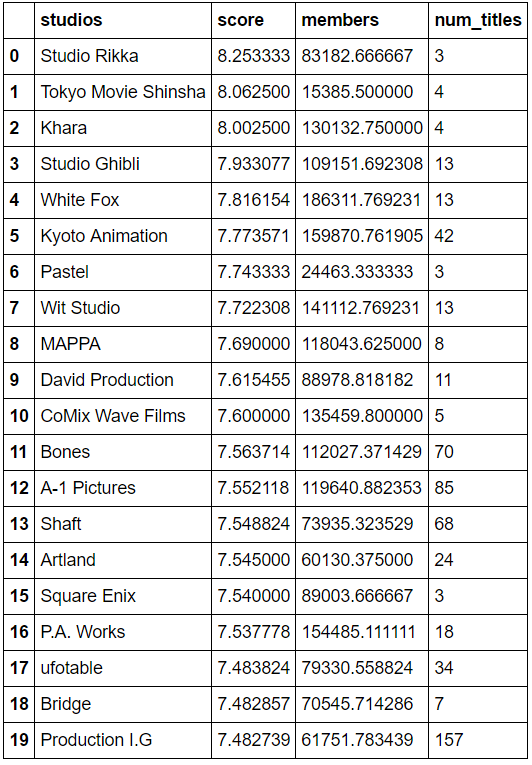 studios score members num_titles
0 Studio Rikka 8.253333 83182.666667 3
1 Tokyo Movie Shinsha 8.062500 15385.500000 4
2 Khara 8.002500 130132.750000 4
3 Studio Ghibli 7.933077 109151.692308 13
4 White Fox 7.816154 186311.769231 13
5 Kyoto Animation 7.773571 159870.761905 42
6 Pastel 7.743333 24463.333333 3
7 Wit Studio 7.722308 141112.769231 13
8 MAPPA 7.690000 118043.625000 8
9 David Production 7.615455 88978.818182 11
10 CoMix Wave Films 7.600000 135459.800000 5
11 Bones 7.563714 112027.371429 70
12 A-1 Pictures 7.552118 119640.882353 85
13 Shaft 7.548824 73935.323529 68
14 Artland 7.545000 60130.375000 24
15 Square Enix 7.540000 89003.666667 3
16 P.A. Works 7.537778 154485.111111 18
17 ufotable 7.483824 79330.558824 34
18 Bridge 7.482857 70545.714286 7
19 Production I.G 7.482739 61751.783439 157